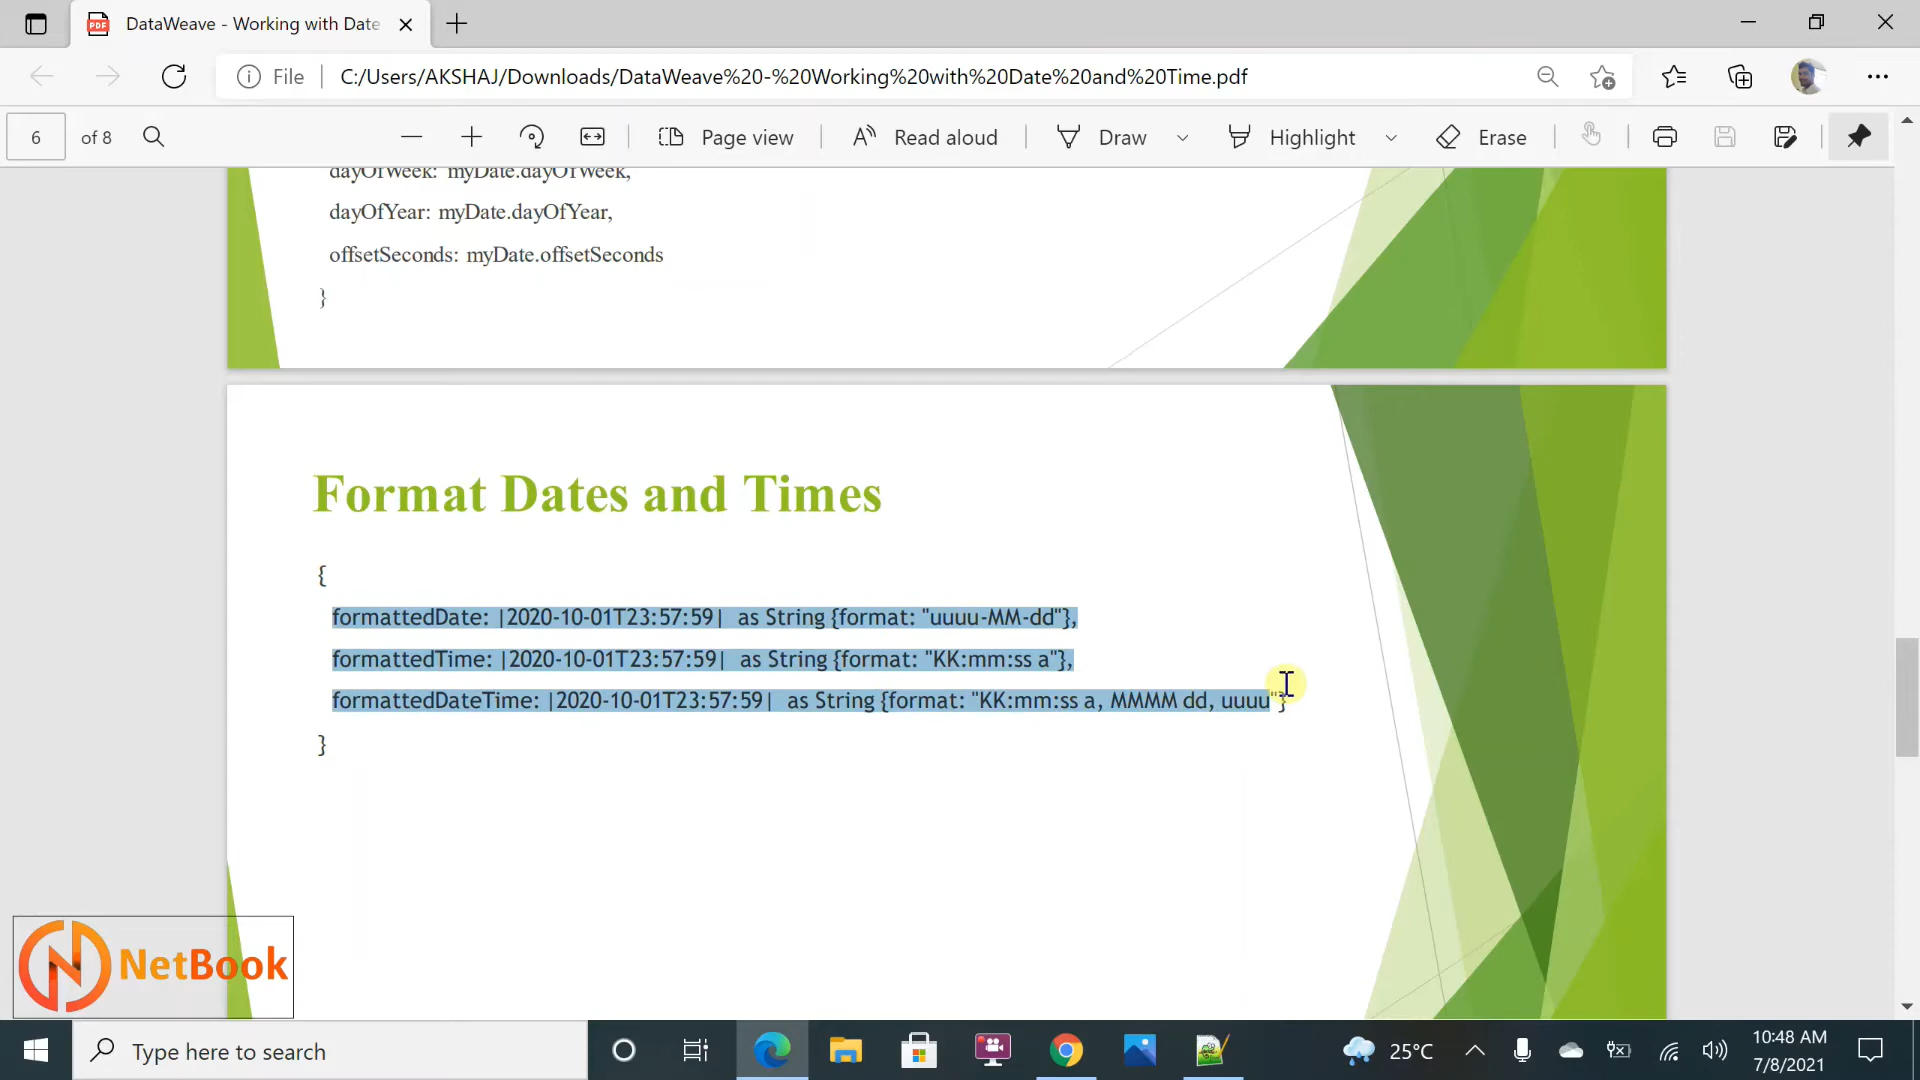 DataWeave - Working with Date
File
C:/Users/AKSHAJ/Downloads/DataWeave%20-%20Working%20with%20Date%20and%20Time.pdf
6 of 8
Page view
Read aloud
Draw
Highlight
Erase
dayOfWeek: myDate.dayOfWeek,
dayOfYear: myDate.dayOfYear,
offsetSeconds: myDate.offsetSeconds
}
Format Dates and Times
{
formattedDate: |2020-10-01T23:57:59| as String {format: "uuuu-MM-dd"},
formattedTime: |2020-10-01T23:57:59| as String {format: "KK:mm:ss a"},
formattedDateTime: |2020-10-01T23:57:59| as String {format: "KK:mm:ss a, MMMM dd, uuuu"}
}
NetBook
Type here to search
25°C
10:48 AM
7/8/2021